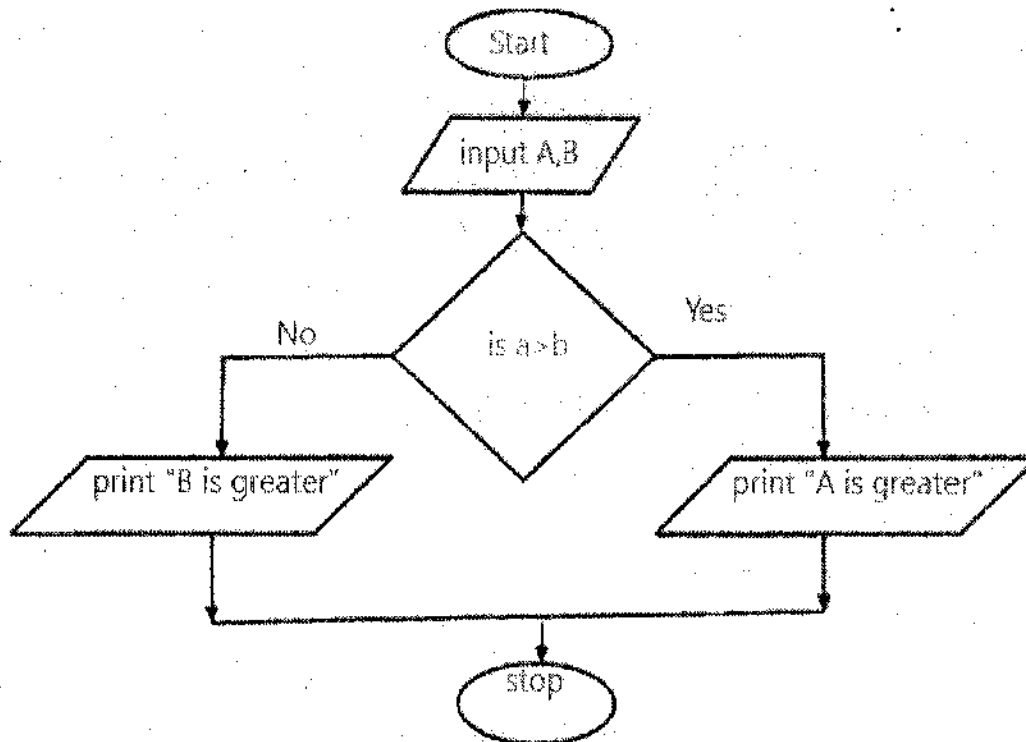 Start
input A,B
is a>b
No
Yes
print "B is greater"
print "A is greater"
stop